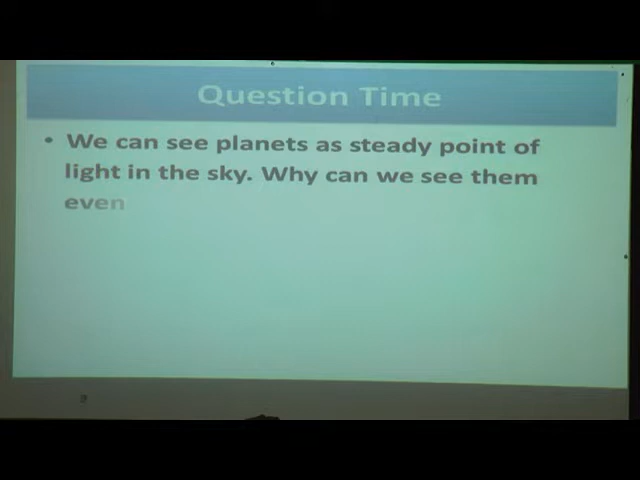 Question Time
• We can see planets as steady point of
light in the sky. Why can we see them
even